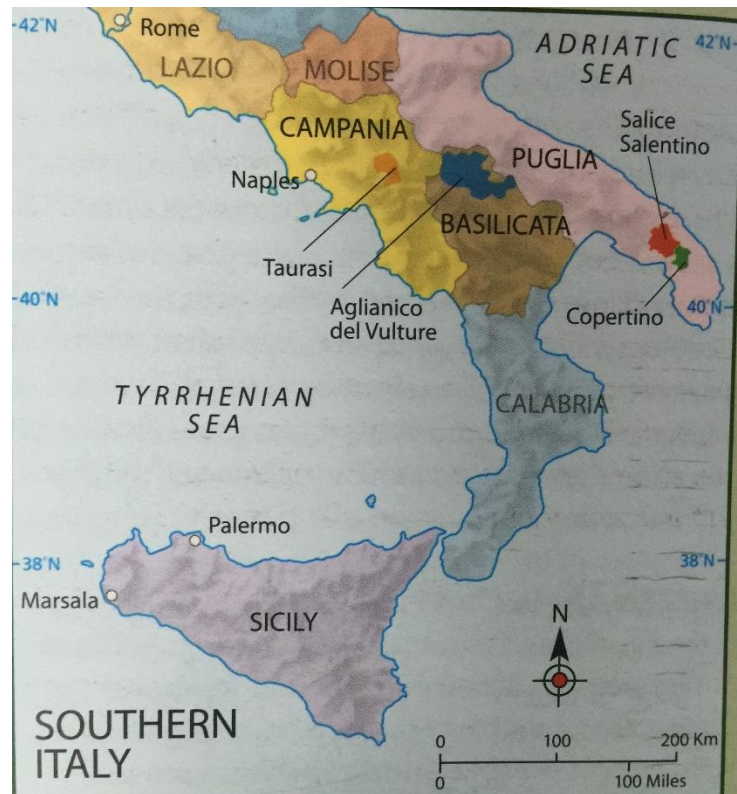 42°N
Rome
ADRIATIC
SEA
42°N
LAZIO
MOLISE
CAMPANIA
Salice
Salentino
PUGLIA
Naples
BASILICATA
Taurasi
Aglianico
del Vulture
40°N
Copertino
40°N
TYRRHENIAN
SEA
CALABRIA
Palermo
38°N
38°N
Marsala
SICILY
N
SOUTHERN
ITALY
0 100 200 Km
0 100 Miles